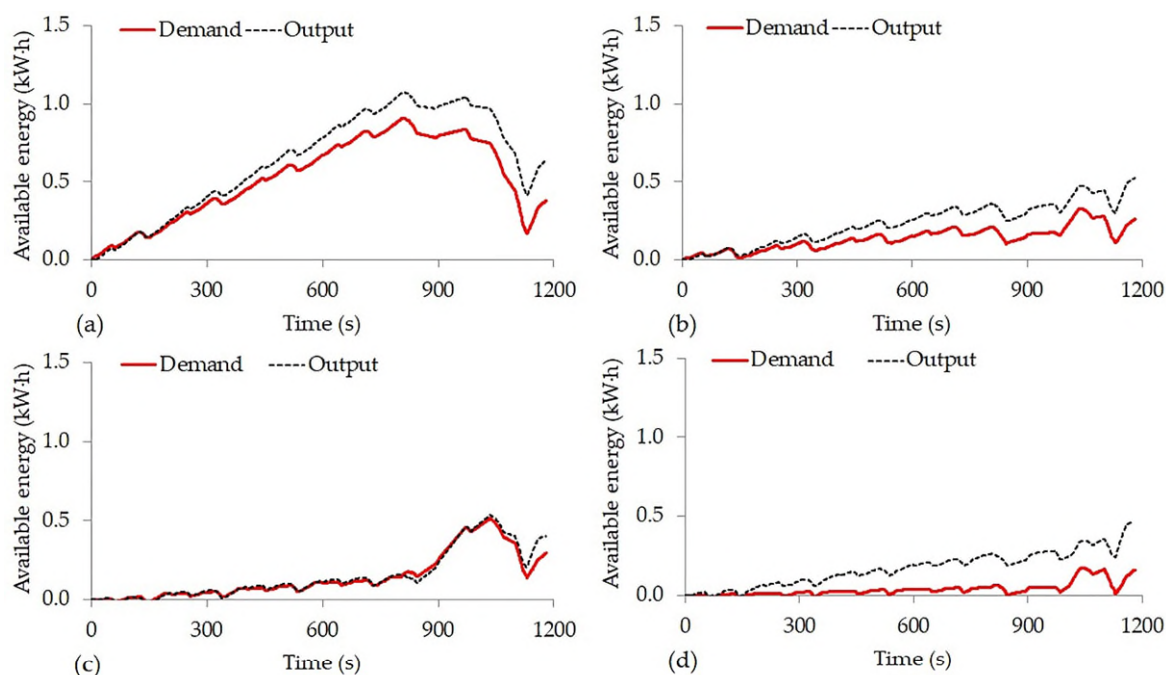 Available energy (kW·h)
1.5
1.0
0.5
0.0
Demand Output
0 300 600 900 1200
Time (s)
(a)
Available energy (kW·h)
1.5
1.0
0.5
0.0
Demand Output
0 300 600 900 1200
Time (s)
(b)
Available energy (kW·h)
1.5
1.0
0.5
0.0
Demand Output
0 300 600 900 1200
Time (s)
(c)
Available energy (kW·h)
1.5
1.0
0.5
0.0
Demand Output
0 300 600 900 1200
Time (s)
(d)